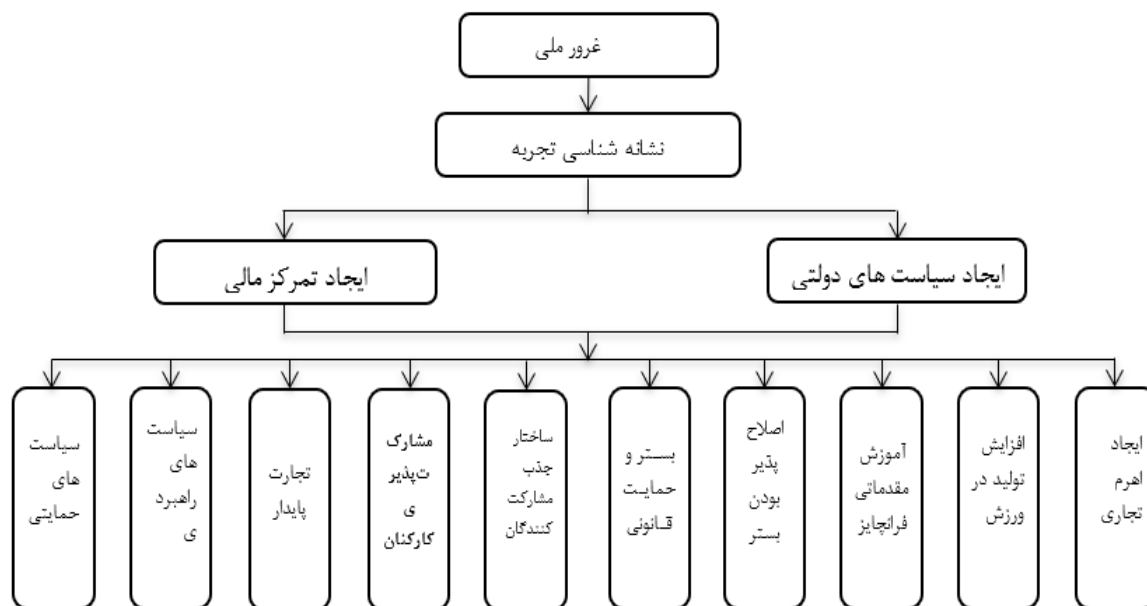 غرور ملی
نشانه شناسی تجربه
ایجاد سیاست های دولتی
ایجاد تمرکز مالی
ایجاد
اهرم
تجاری
افزایش
تولید در
ورزش
آموزش
مقدماتی
فرانچایز
اصلاح
پذیر
بودن
بستر
بستر و
حمایت
قانونی
ساختار
جذب
مشارکت
کنندگان
مشارک
تپذیر
ی
کارکنان
تجارت
پایدار
سیاست
های
راهبرد
ی
سیاست
های
حمایتی